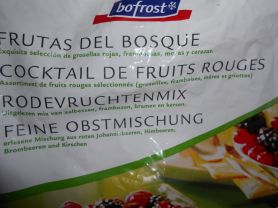 bofrost*
FRUTAS DEL BOSQUE
Exquisita selección de grosellas rojas, frambuesas, moras y cerezas.
COCKTAIL DE FRUITS ROUGES
Assortiment de fruits rouges sélectionnés (groseilles, framboises, mûres et griottes)
RODEVRUCHTENMIX
Uitgelezen mix van aalbessen, frambozen, bramen en kersen.
FEINE OBSTMISCHUNG
erlesene Mischung aus roten Johannisbeeren, Himbeeren,
Brombeeren und Kirschen